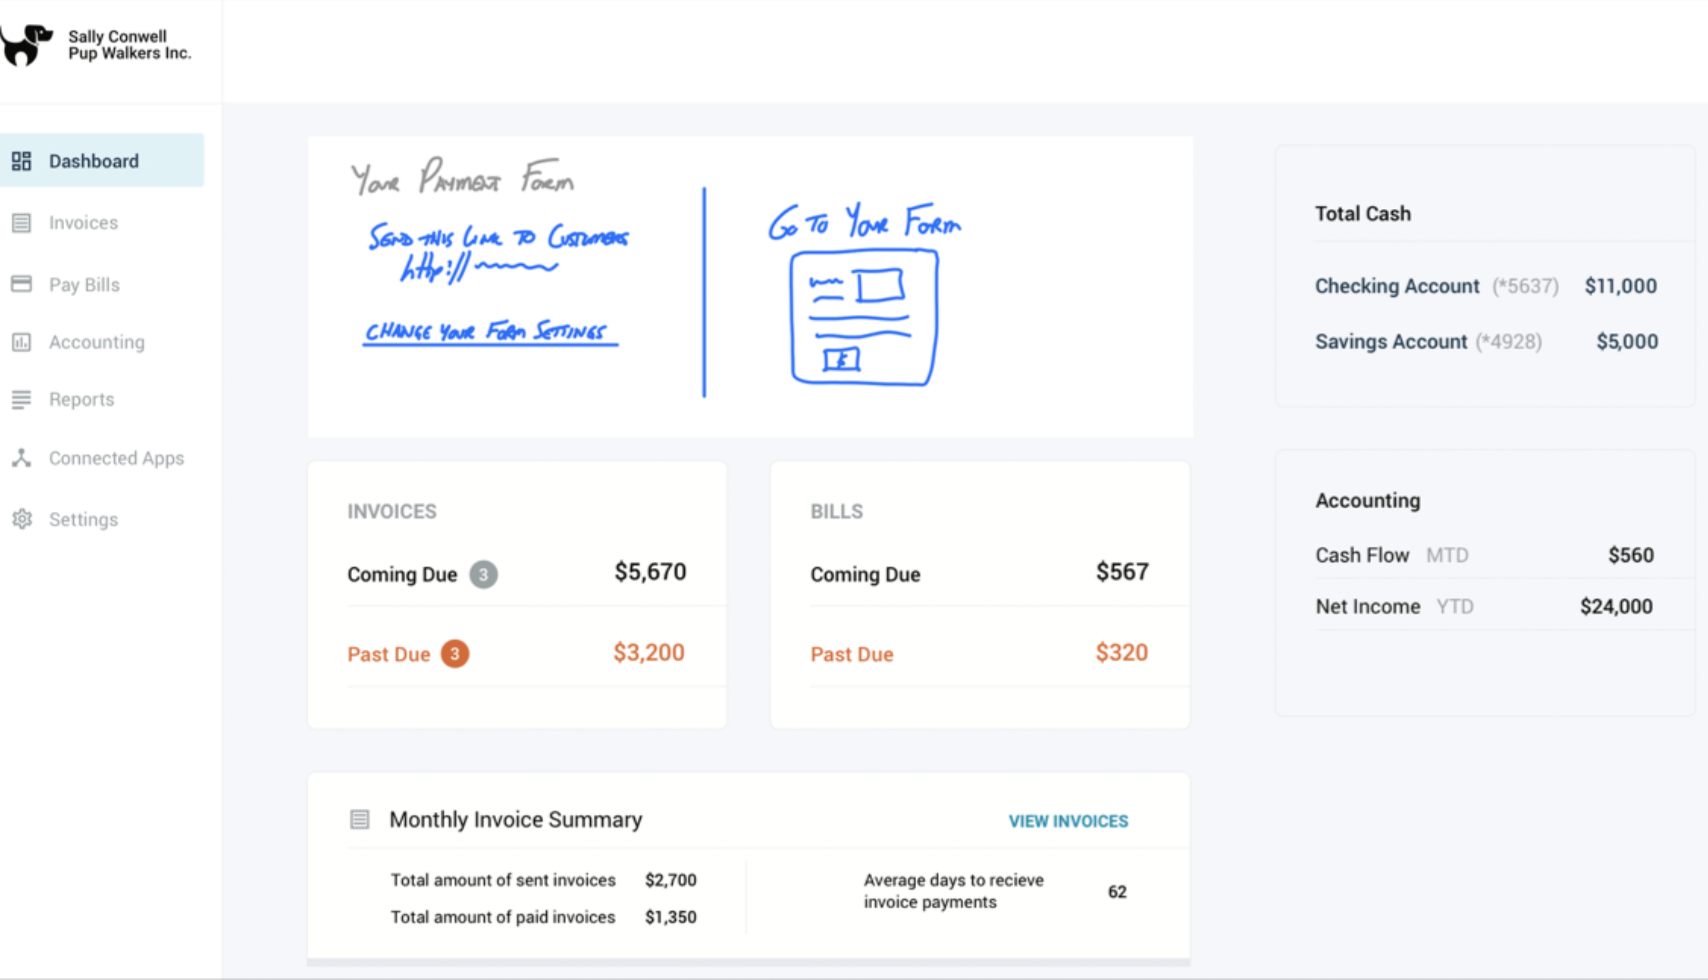 Sally Conwell
Pup Walkers Inc.
Dashboard
Invoices
Pay Bills
Accounting
Reports
Connected Apps
Settings
Your Payment Form
Send this link to Customers
http://
Change Your Form Settings
Go To Your Form
INVOICES
Coming Due 3 $5,670
Past Due 3 $3,200
BILLS
Coming Due $567
Past Due $320
Monthly Invoice Summary
VIEW INVOICES
Total amount of sent invoices $2,700
Total amount of paid invoices $1,350
Average days to recieve
invoice payments
62
Total Cash
Checking Account (*5637) $11,000
Savings Account (*4928) $5,000
Accounting
Cash Flow MTD $560
Net Income YTD $24,000